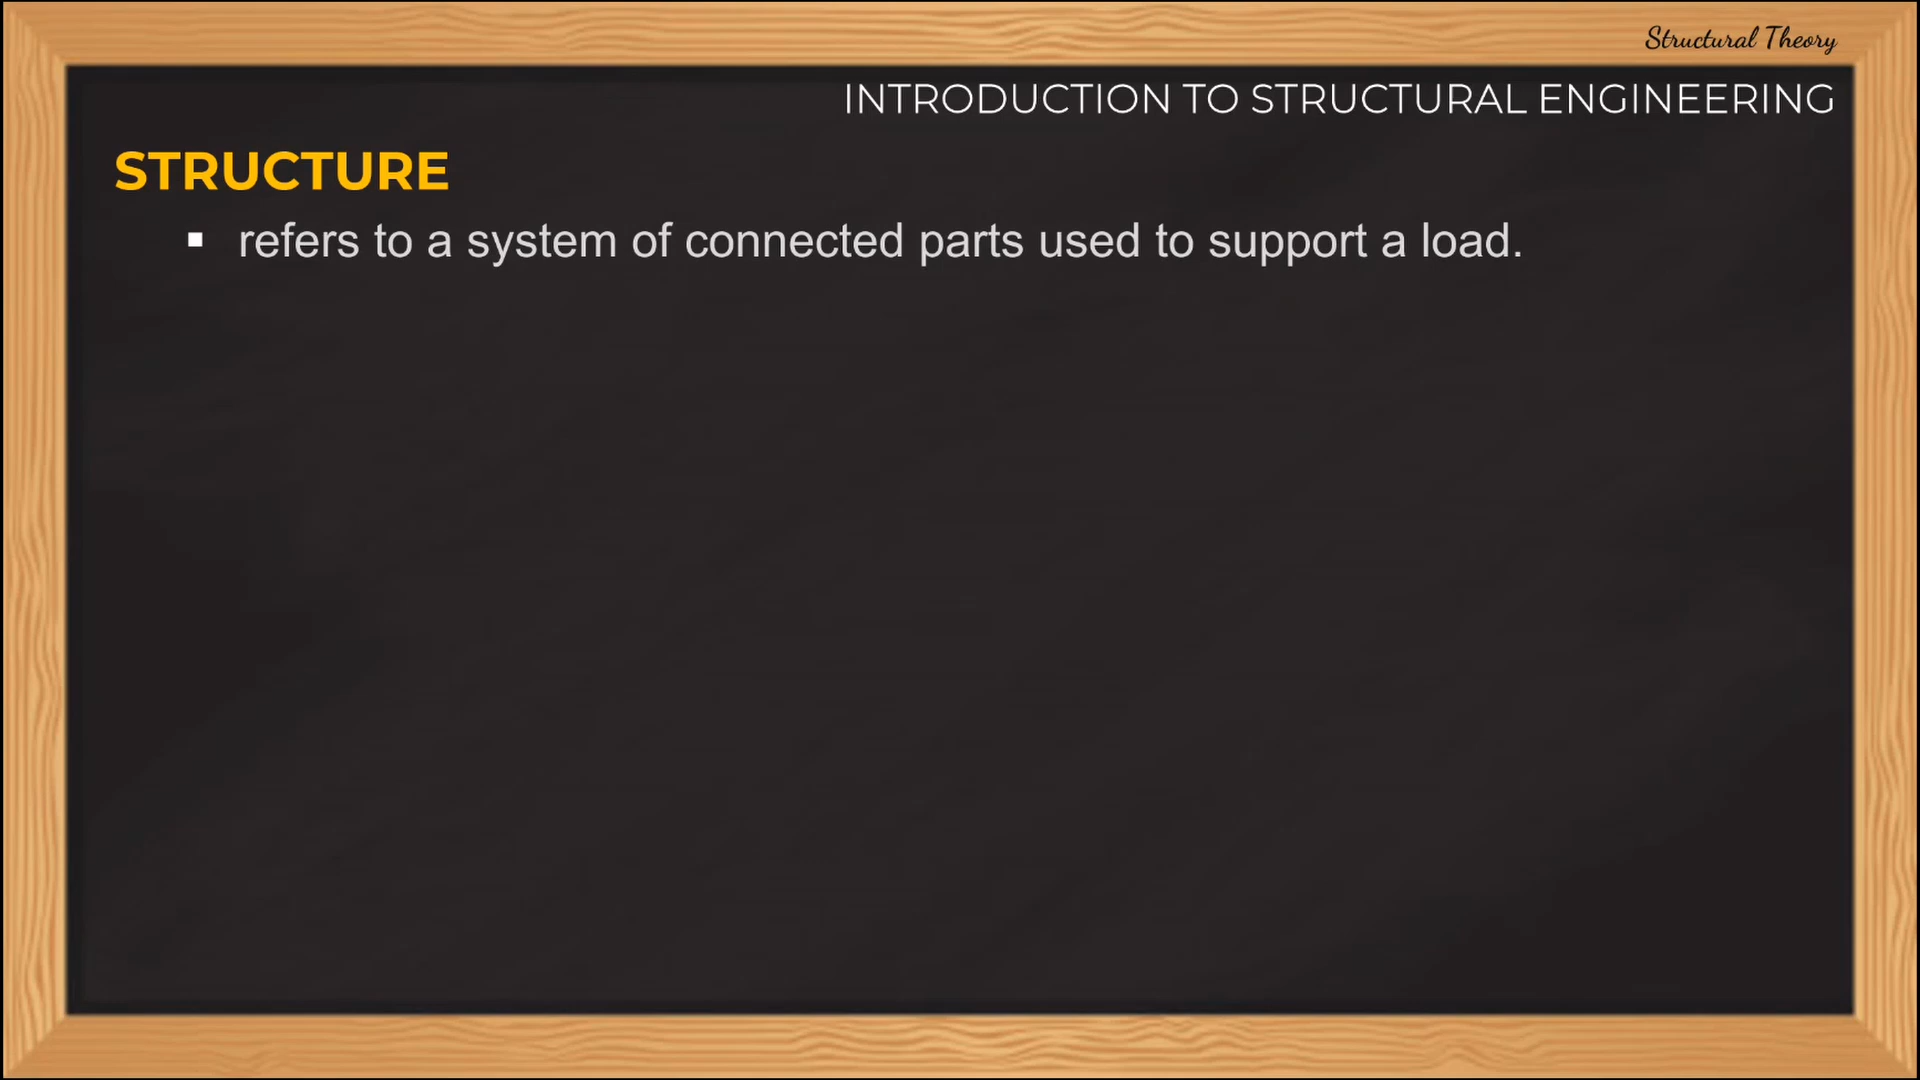 Structural Theory
INTRODUCTION TO STRUCTURAL ENGINEERING
STRUCTURE
▪ refers to a system of connected parts used to support a load.